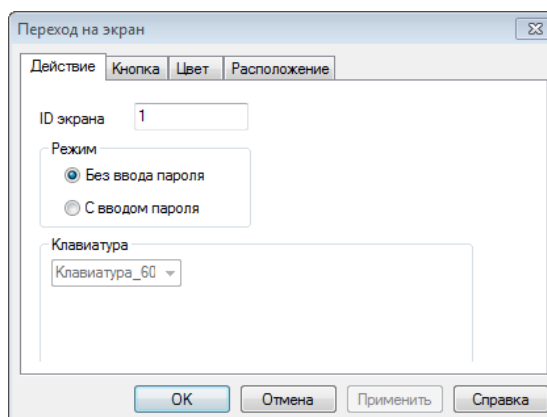 Переход на экран
Действие Кнопка Цвет Расположение
ID экрана 1
Режим
Без ввода пароля
С вводом пароля
Клавиатура
Клавиатура_60
OK Отмена Применить Справка